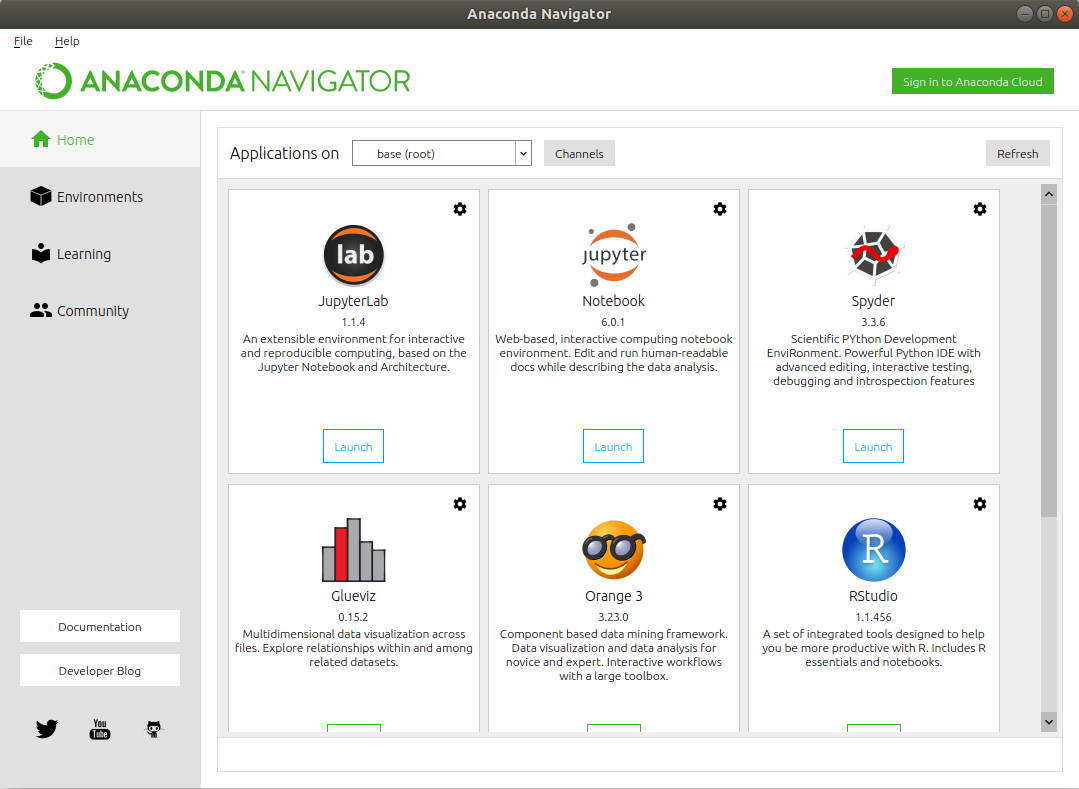 Anaconda Navigator
File Help
ANACONDA NAVIGATOR
Sign in to Anaconda Cloud
Home
Environments
Learning
Community
Documentation
Developer Blog
You
Tube
Applications on
base (root)
Channels
Refresh
lab
JupyterLab
1.1.4
An extensible environment for interactive
and reproducible computing, based on the
Jupyter Notebook and Architecture.
Launch
jupyter
Notebook
6.0.1
Web-based, interactive computing notebook
environment. Edit and run human-readable
docs while describing the data analysis.
Launch
Spyder
3.3.6
Scientific PYthon Development
EnviRonment. Powerful Python IDE with
advanced editing, interactive testing,
debugging and introspection features
Launch
Glueviz
0.15.2
Multidimensional data visualization across
files. Explore relationships within and among
related datasets.
Orange 3
3.23.0
Component based data mining framework.
Data visualization and data analysis for
novice and expert. Interactive workflows
with a large toolbox.
R
RStudio
1.1.456
A set of integrated tools designed to help
you be more productive with R. Includes R
essentials and notebooks.